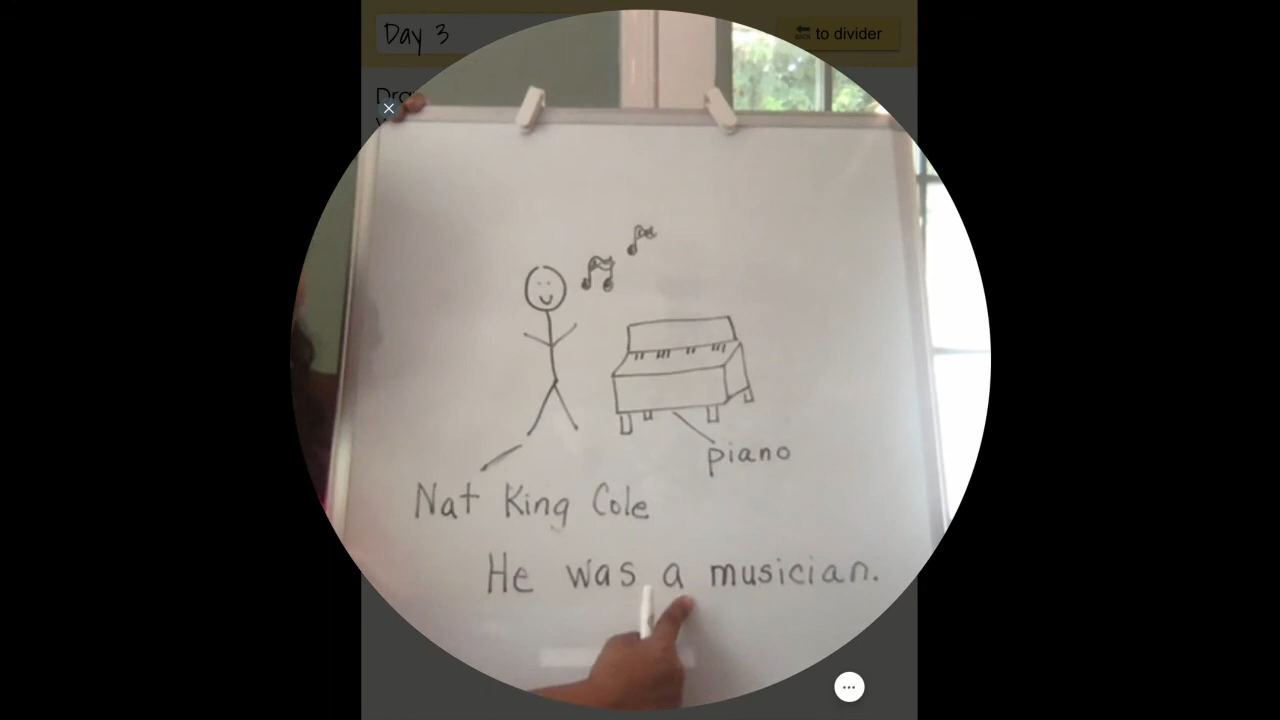 Day 3
to divider
piano
Nat King Cole
He was a musician.